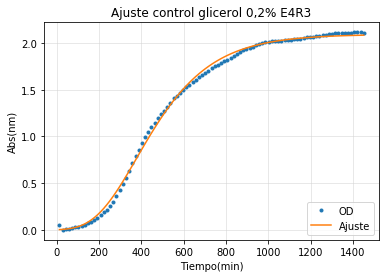 Ajuste control glicerol 0,2% E4R3
2.0
1.5
1.0
0.5
0.0
Abs(nm)
OD
Ajuste
0 200 400 600 800 1000 1200 1400
Tiempo(min)